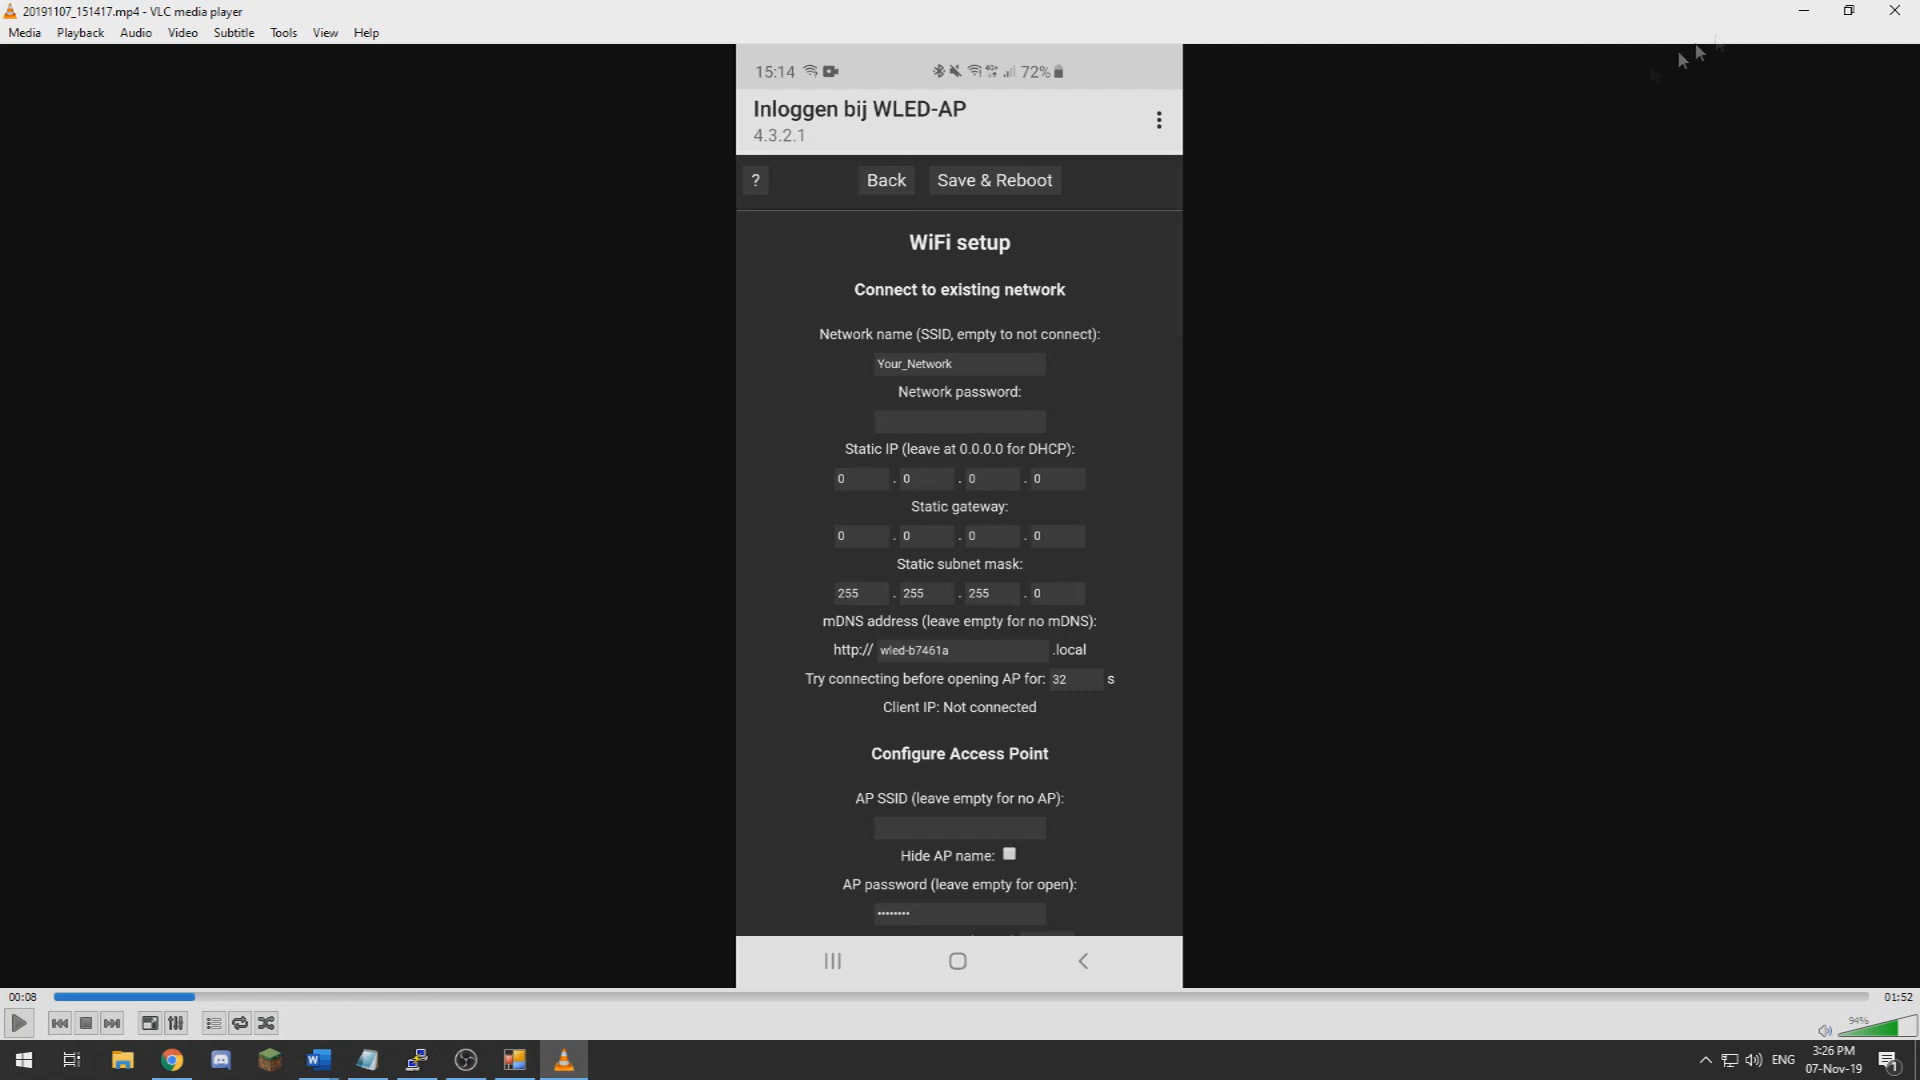 20191107_151417.mp4 - VLC media player
Media Playback Audio Video Subtitle Tools View Help
15:14 4G+ 72%
Inloggen bij WLED-AP
4.3.2.1
? Back Save & Reboot
WiFi setup
Connect to existing network
Network name (SSID, empty to not connect):
Your_Network
Network password:
Static IP (leave at 0.0.0.0 for DHCP):
0 . 0 . 0 . 0
Static gateway:
0 . 0 . 0 . 0
Static subnet mask:
255 . 255 . 255 . 0
mDNS address (leave empty for no mDNS):
http:// wled-b7461a .local
Try connecting before opening AP for: 32 s
Client IP: Not connected
Configure Access Point
AP SSID (leave empty for no AP):
Hide AP name:
AP password (leave empty for open):
••••••••
00:08 01:52
94%
ENG 3:26 PM
07-Nov-19
1